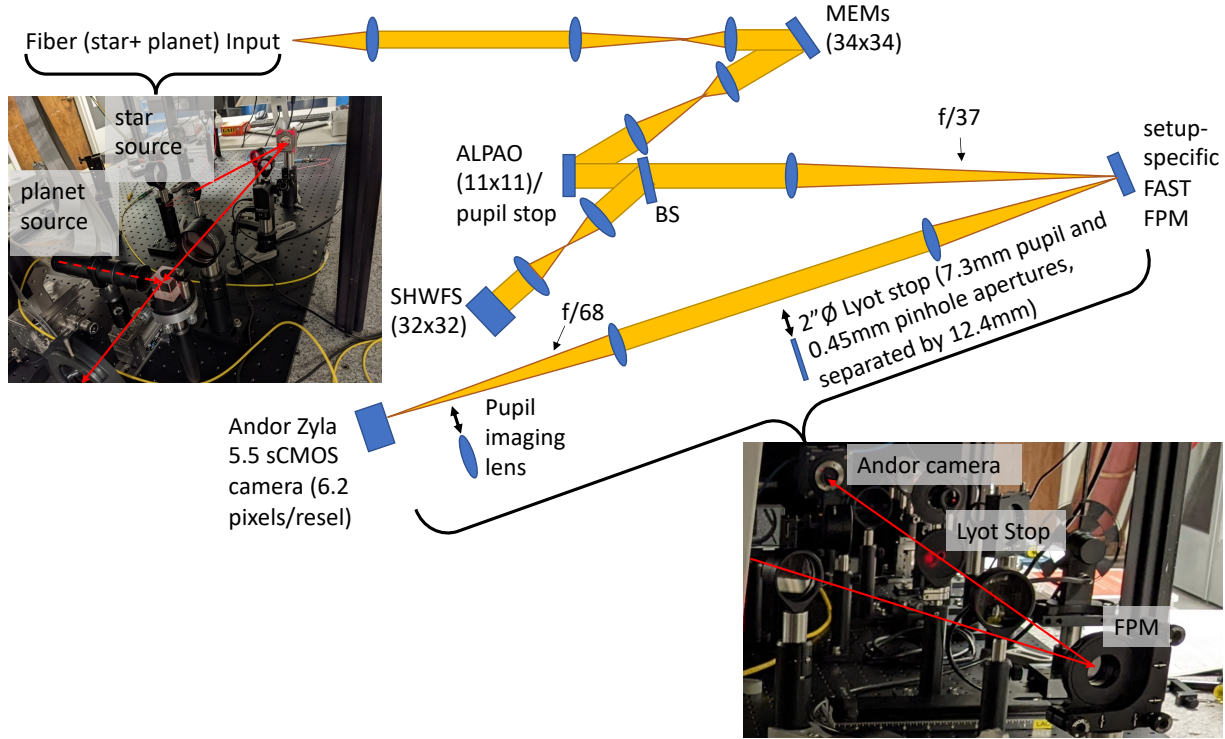 Fiber (star+ planet) Input
MEMs
(34x34)
star
source
planet
source
ALPAO
(11x11)/
pupil stop
BS
f/37
setup-
specific
FAST
FPM
SHWFS
(32x32)
f/68
2”Ø Lyot stop (7.3mm pupil and
0.45mm pinhole apertures,
separated by 12.4mm)
Andor Zyla
5.5 sCMOS
camera (6.2
pixels/resel)
Pupil
imaging
lens
Andor camera
Lyot Stop
FPM